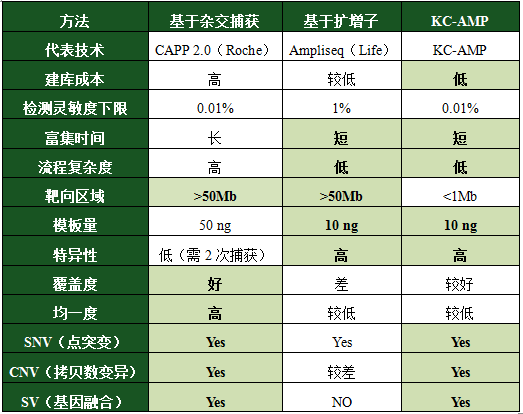 方法 基于杂交捕获 基于扩增子 KC-AMP
代表技术 CAPP 2.0（Roche） Ampliseq（Life） KC-AMP
建库成本 高 较低 低
检测灵敏度下限 0.01% 1% 0.01%
富集时间 长 短 短
流程复杂度 高 低 低
靶向区域 >50Mb >50Mb <1Mb
模板量 50 ng 10 ng 10 ng
特异性 低（需 2 次捕获） 高 高
覆盖度 好 差 较好
均一度 高 较低 较低
SNV（点突变） Yes Yes Yes
CNV（拷贝数变异） Yes 较差 Yes
SV（基因融合） Yes NO Yes